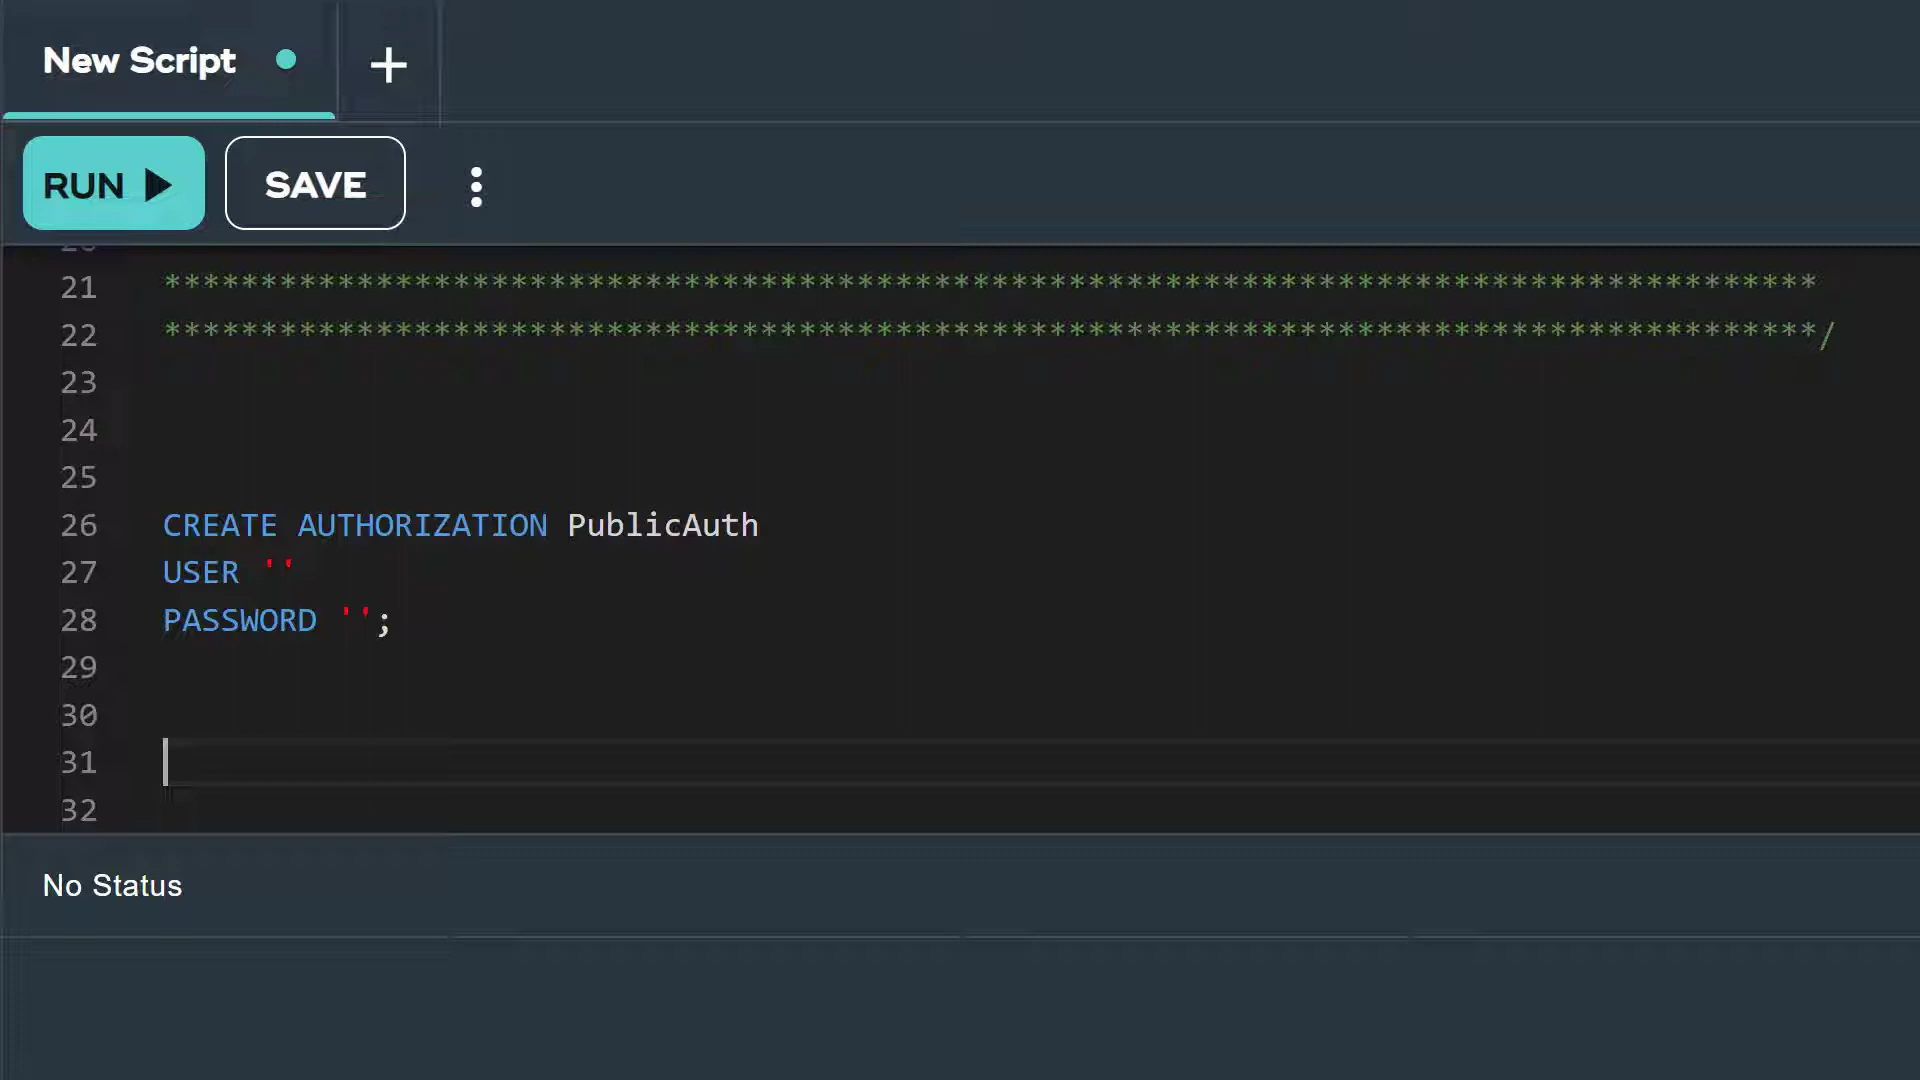 New Script
RUN
SAVE
21 **************************************************************************************
22 **************************************************************************************/
23
24
25
26 CREATE AUTHORIZATION PublicAuth
27 USER ''
28 PASSWORD '';
29
30
31
32
No Status